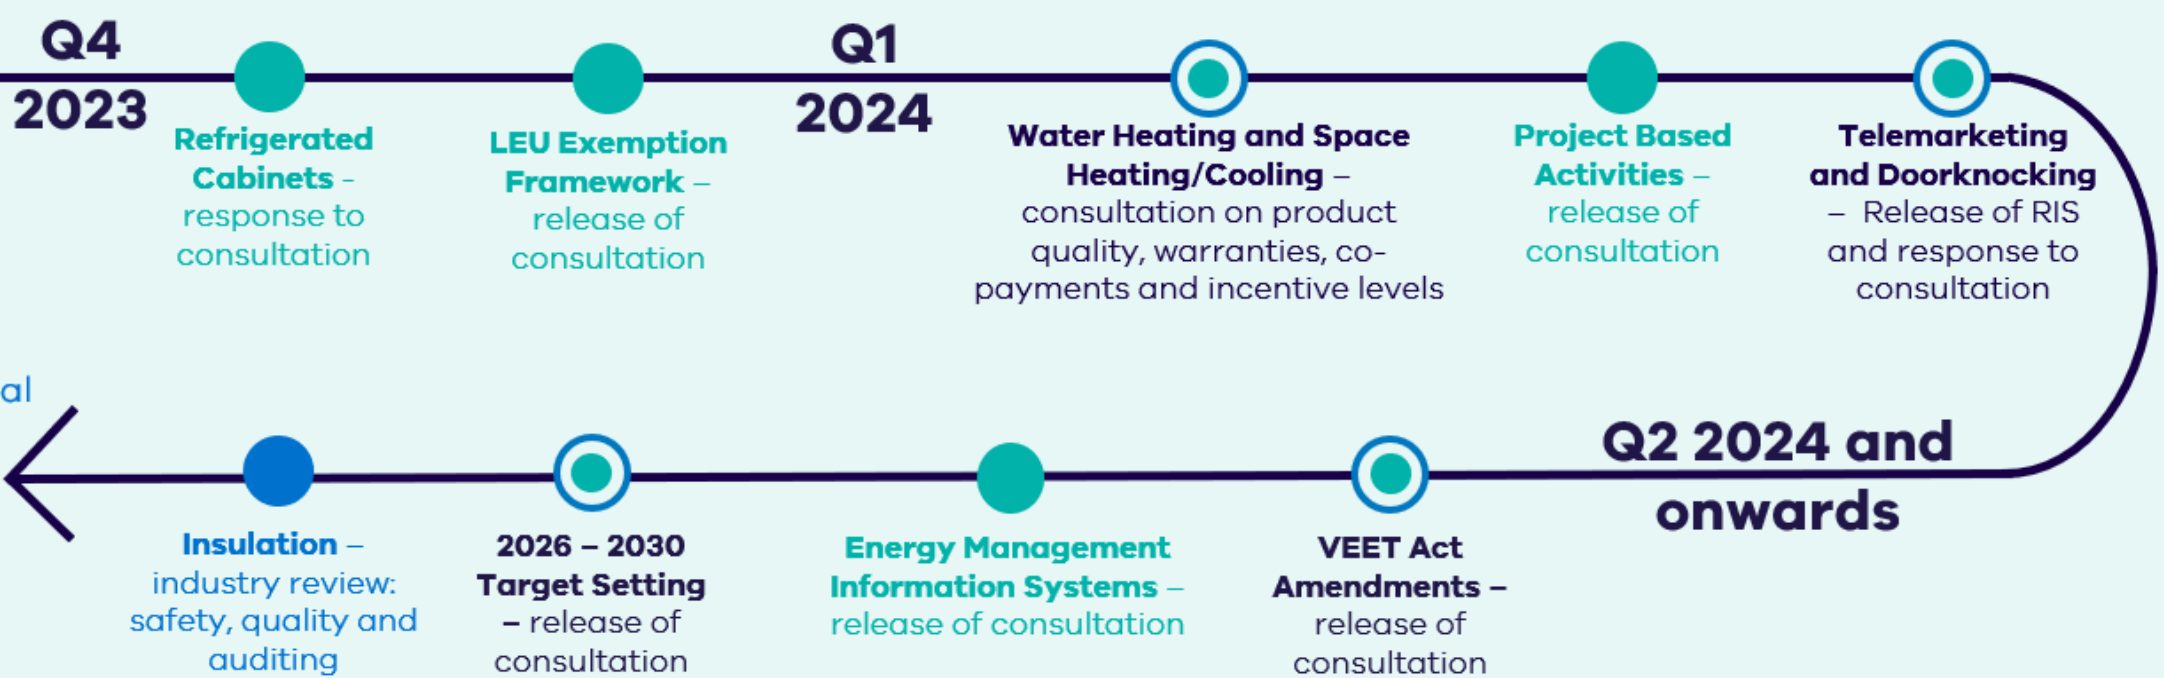 Q4
2023
Refrigerated
Cabinets -
response to
consultation
LEU Exemption
Framework –
release of
consultation
Q1
2024
Water Heating and Space
Heating/Cooling –
consultation on product
quality, warranties, co-
payments and incentive levels
Project Based
Activities –
release of
consultation
Telemarketing
and Doorknocking
– Release of RIS
and response to
consultation
Q2 2024 and
onwards
VEET Act
Amendments –
release of
consultation
Energy Management
Information Systems –
release of consultation
2026 – 2030
Target Setting
– release of
consultation
Insulation –
industry review:
safety, quality and
auditing
al